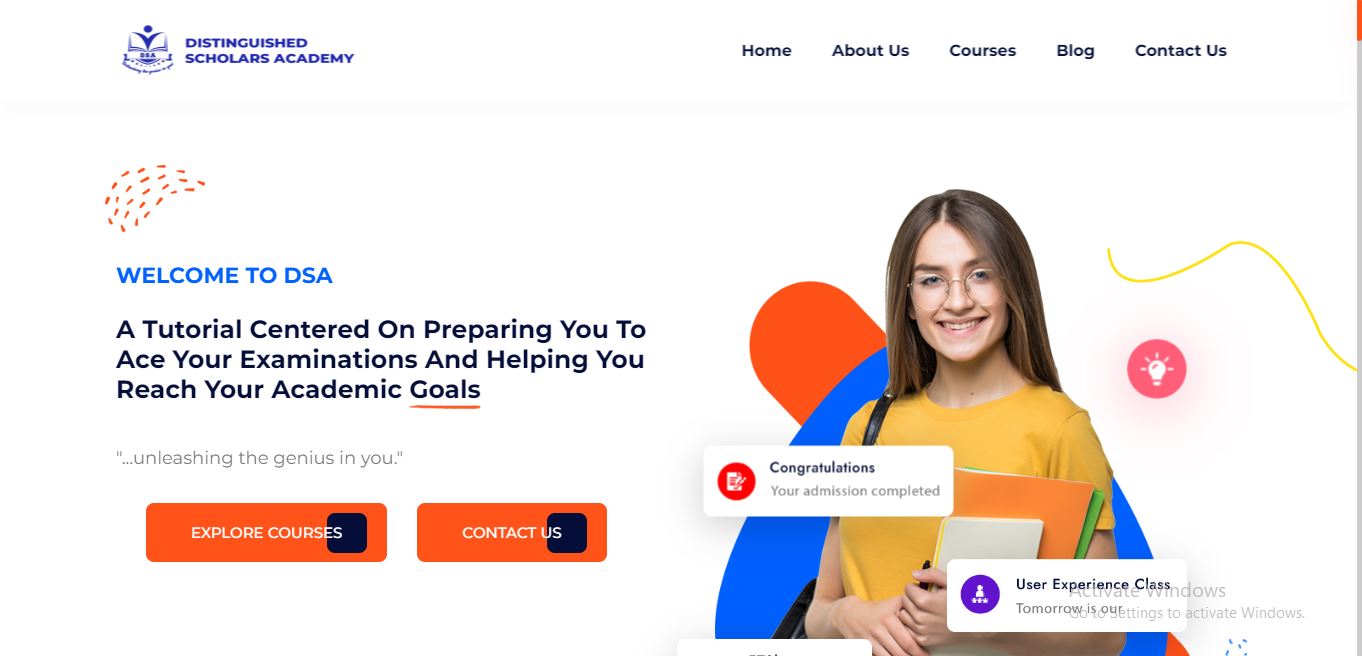 DISTINGUISHED
SCHOLARS ACADEMY
DSA
Home
About Us
Courses
Blog
Contact Us
WELCOME TO DSA
A Tutorial Centered On Preparing You To
Ace Your Examinations And Helping You
Reach Your Academic Goals
"...unleashing the genius in you."
EXPLORE COURSES
CONTACT US
Congratulations
Your admission completed
User Experience Class
Tomorrow is our
Activate Windows
Go to Settings to activate Windows.